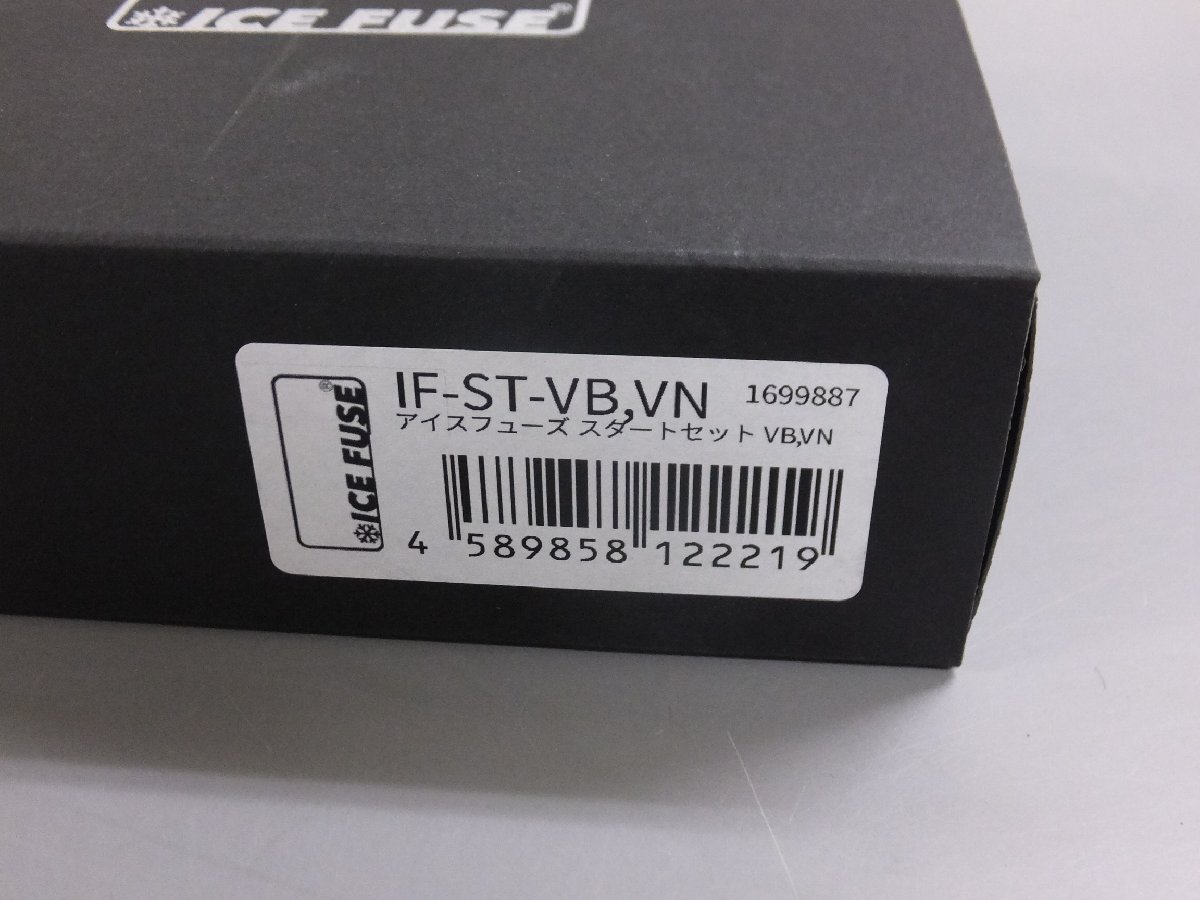 ICE FUSE
IF-ST-VB,VN 1699887
アイスフューズ スタートセット VB,VN
ICE FUSE®
4 589858 122219